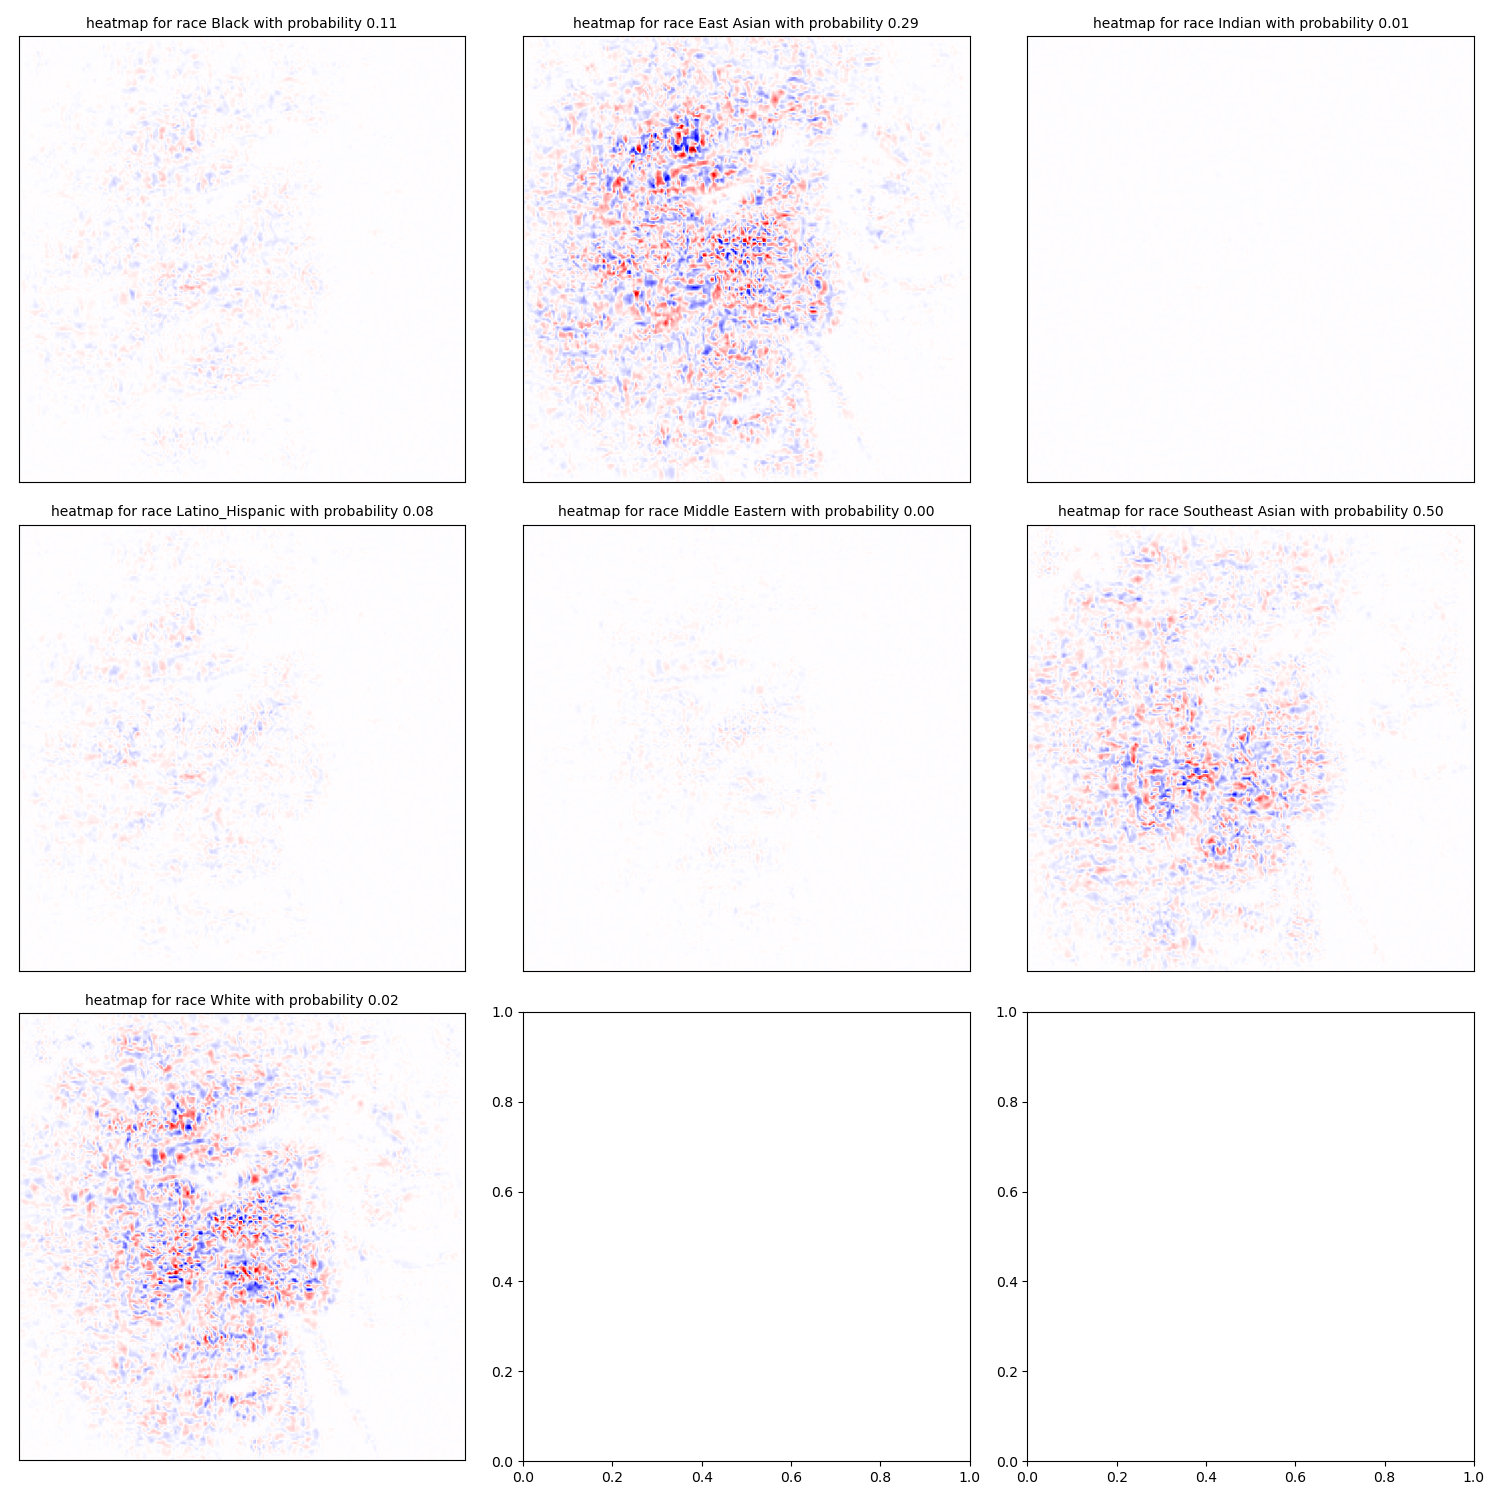 heatmap for race Black with probability 0.11
heatmap for race East Asian with probability 0.29
heatmap for race Indian with probability 0.01
heatmap for race Latino_Hispanic with probability 0.08
heatmap for race Middle Eastern with probability 0.00
heatmap for race Southeast Asian with probability 0.50
heatmap for race White with probability 0.02
1.0
0.8
0.6
0.4
0.2
0.0
0.0 0.2 0.4 0.6 0.8 1.0
1.0
0.8
0.6
0.4
0.2
0.0
0.0 0.2 0.4 0.6 0.8 1.0